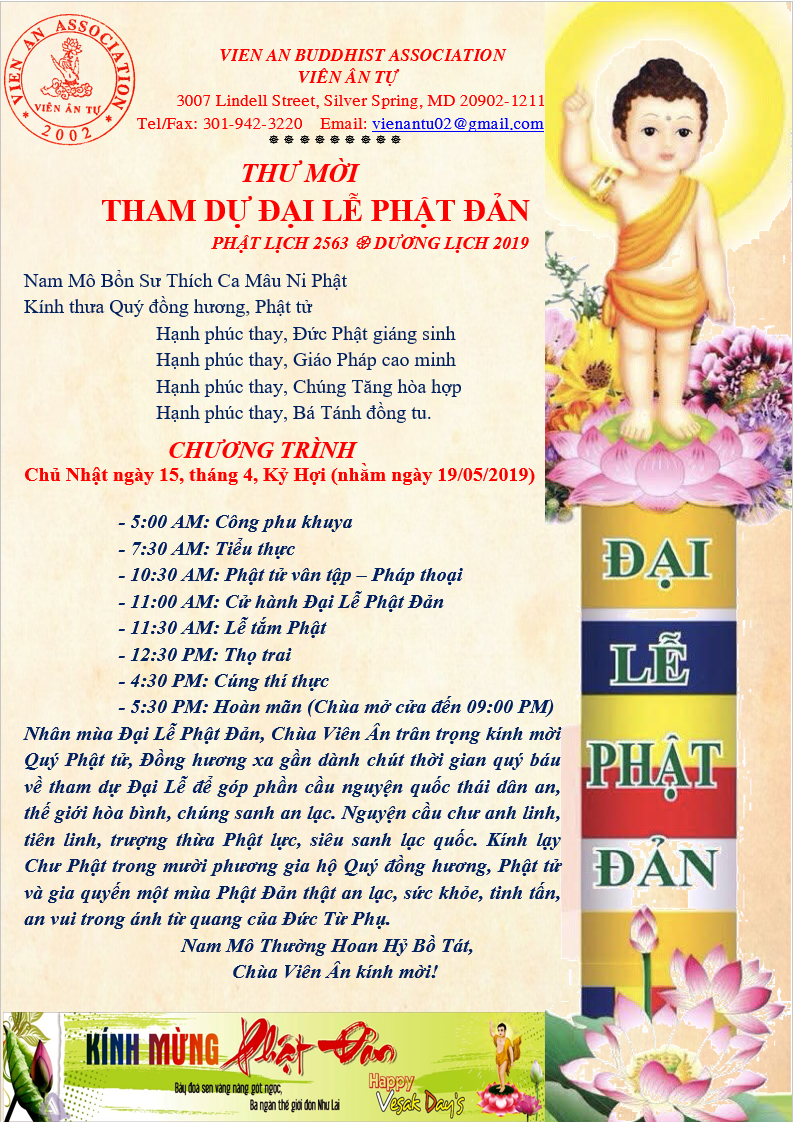 VIEN AN ASSOCIATION
VIÊN ÂN TỰ
* 2002 *
VIEN AN BUDDHIST ASSOCIATION
VIÊN ÂN TỰ
3007 Lindell Street, Silver Spring, MD 20902-1211
Tel/Fax: 301-942-3220 Email: vienantu02@gmail.com
THƯ MỜI
THAM DỰ ĐẠI LỄ PHẬT ĐẢN
PHẬT LỊCH 2563 ֍ DƯƠNG LỊCH 2019
Nam Mô Bổn Sư Thích Ca Mâu Ni Phật
Kính thưa Quý đồng hương, Phật tử
Hạnh phúc thay, Đức Phật giáng sinh
Hạnh phúc thay, Giáo Pháp cao minh
Hạnh phúc thay, Chúng Tăng hòa hợp
Hạnh phúc thay, Bá Tánh đồng tu.
CHƯƠNG TRÌNH
Chủ Nhật ngày 15, tháng 4, Kỷ Hợi (nhằm ngày 19/05/2019)
- 5:00 AM: Công phu khuya
- 7:30 AM: Tiểu thực
- 10:30 AM: Phật tử vân tập – Pháp thoại
- 11:00 AM: Cử hành Đại Lễ Phật Đản
- 11:30 AM: Lễ tắm Phật
- 12:30 PM: Thọ trai
- 4:30 PM: Cúng thí thực
- 5:30 PM: Hoàn mãn (Chùa mở cửa đến 09:00 PM)
Nhân mùa Đại Lễ Phật Đản, Chùa Viên Ân trân trọng kính mời
Quý Phật tử, Đồng hương xa gần dành chút thời gian quý báu
về tham dự Đại Lễ để góp phần cầu nguyện quốc thái dân an,
thế giới hòa bình, chúng sanh an lạc. Nguyện cầu chư anh linh,
tiên linh, trượng thừa Phật lực, siêu sanh lạc quốc. Kính lạy
Chư Phật trong mười phương gia hộ Quý đồng hương, Phật tử
và gia quyến một mùa Phật Đản thật an lạc, sức khỏe, tinh tấn,
an vui trong ánh từ quang của Đức Từ Phụ.
Nam Mô Thường Hoan Hỷ Bồ Tát,
Chùa Viên Ân kính mời!
ĐẠI
LỄ
PHẬT
ĐẢN
KÍNH MỪNG Phật Đản
Bảy đoá sen vàng nâng gót ngọc,
Ba ngàn thế giới đón Như Lai
Happy
Vesak Day's